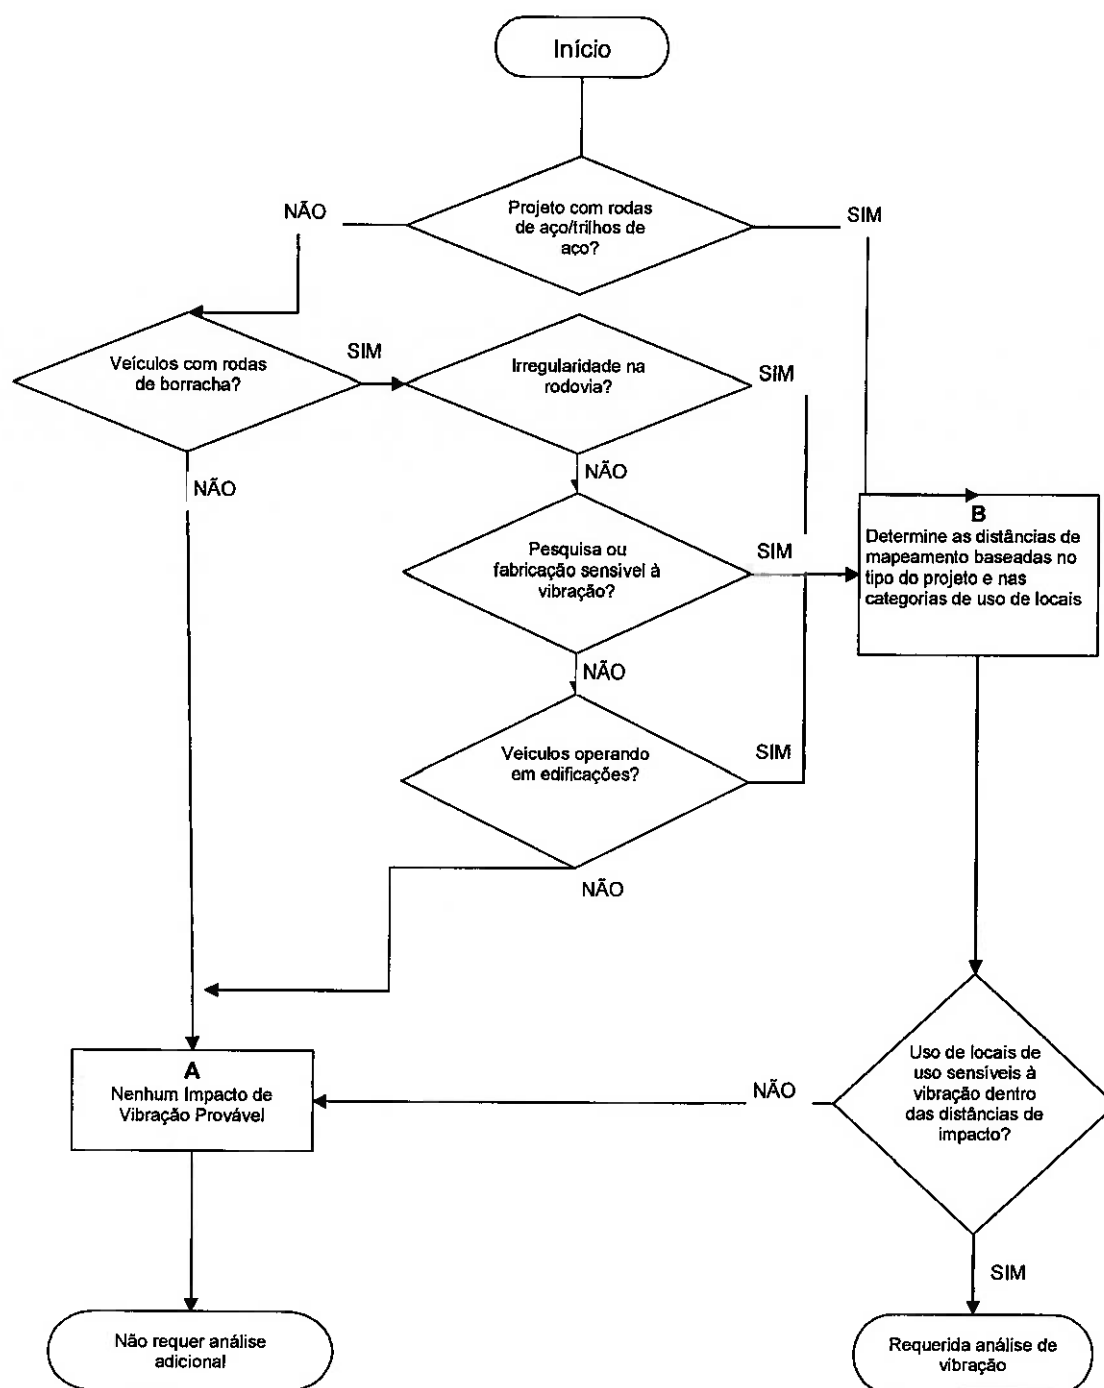 Início
Projeto com rodas
de aço/trilhos de
aço?
NÃO
SIM
Veículos com rodas
de borracha?
SIM
NÃO
Irregularidade na
rodovia?
SIM
NÃO
Pesquisa ou
fabricação sensivel à
vibração?
SIM
NÃO
B
Determine as distâncias de
mapeamento baseadas no
tipo do projeto e nas
categorias de uso de locais
Veículos operando
em edificações?
SIM
NÃO
A
Nenhum Impacto de
Vibração Provável
Uso de locais de
uso sensíveis à
vibração dentro
das distâncias de
impacto?
NÃO
SIM
Não requer análise
adicional
Requerida análise de
vibração